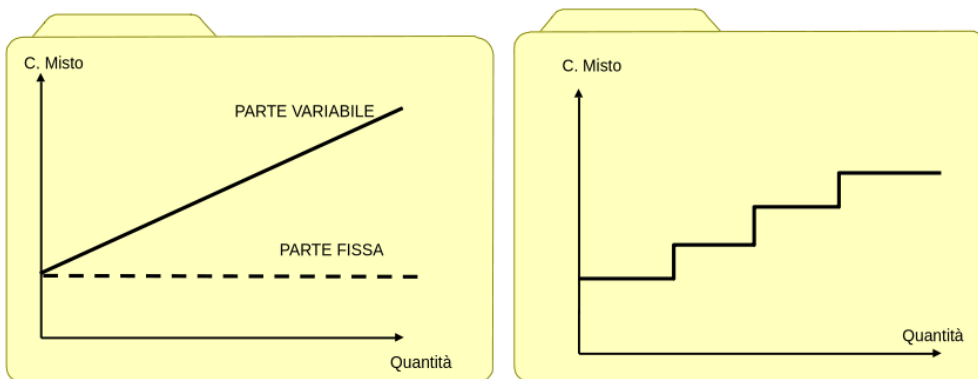 C. Misto
PARTE VARIABILE
PARTE FISSA
Quantità
C. Misto
Quantità